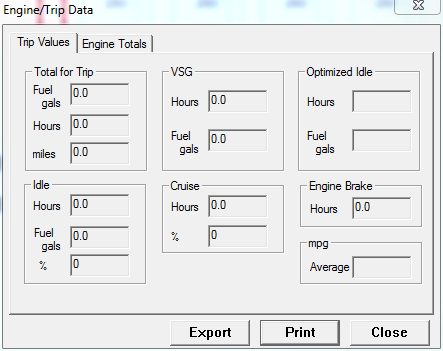 Engine/Trip Data
Trip Values
Engine Totals
Total for Trip
Fuel gals
0.0
Hours
0.0
miles
0.0
VSG
Hours
0.0
Fuel gals
0.0
Optimized Idle
Hours
Fuel gals
Idle
Hours
0.0
Fuel gals
0.0
%
0
Cruise
Hours
0.0
%
0
Engine Brake
Hours
0.0
mpg
Average
Export
Print
Close